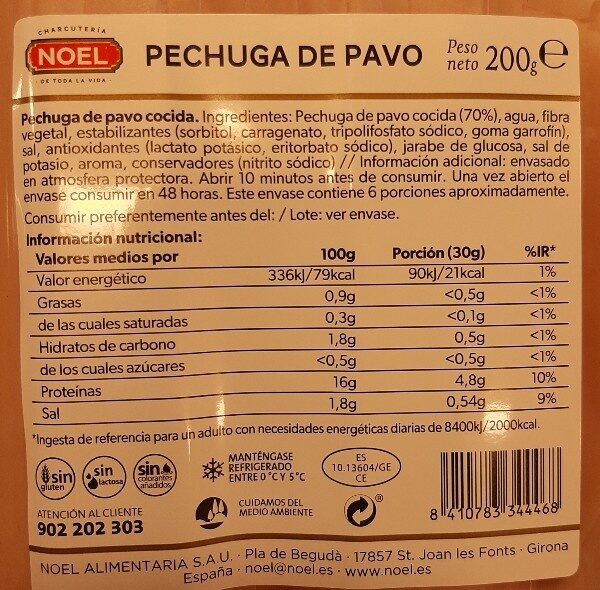 CHARCUTERÍA
NOEL
· DE TODA LA VIDA ·
PECHUGA DE PAVO
Peso
neto 200g e
Pechuga de pavo cocida. Ingredientes: Pechuga de pavo cocida (70%), agua, fibra
vegetal, estabilizantes (sorbitol, carragenato, tripolifosfato sódico, goma garrofín),
sal, antioxidantes (lactato potásico, eritorbato sódico), jarabe de glucosa, sal de
potasio, aroma, conservadores (nitrito sódico) // Información adicional: envasado
en atmosfera protectora. Abrir 10 minutos antes de consumir. Una vez abierto el
envase consumir en 48 horas. Este envase contiene 6 porciones aproximadamente.
Consumir preferentemente antes del: / Lote: ver envase.
Información nutricional:
Valores medios por 100g Porción (30g) %IR*
Valor energético 336kJ/79kcal 90kJ/21kcal 1%
Grasas 0,9g <0,5g <1%
de las cuales saturadas 0,3g <0,1g <1%
Hidratos de carbono 1,8g 0,5g <1%
de los cuales azúcares <0,5g <0,5g <1%
Proteínas 16g 4,8g 10%
Sal 1,8g 0,54g 9%
*Ingesta de referencia para un adulto con necesidades energéticas diarias de 8400kJ/2000kcal.
sin
gluten
sin
lactosa
sin
colorantes
añadidos
MANTÉNGASE
REFRIGERADO
ENTRE 0°C Y 5°C
ES
10.13604/GE
CE
ATENCIÓN AL CLIENTE
902 202 303
CUIDAMOS DEL
MEDIO AMBIENTE
®
8 410783 344468
NOEL ALIMENTARIA S.A.U. · Pla de Begudà · 17857 St. Joan les Fonts · Girona
España · noel@noel.es · www.noel.es